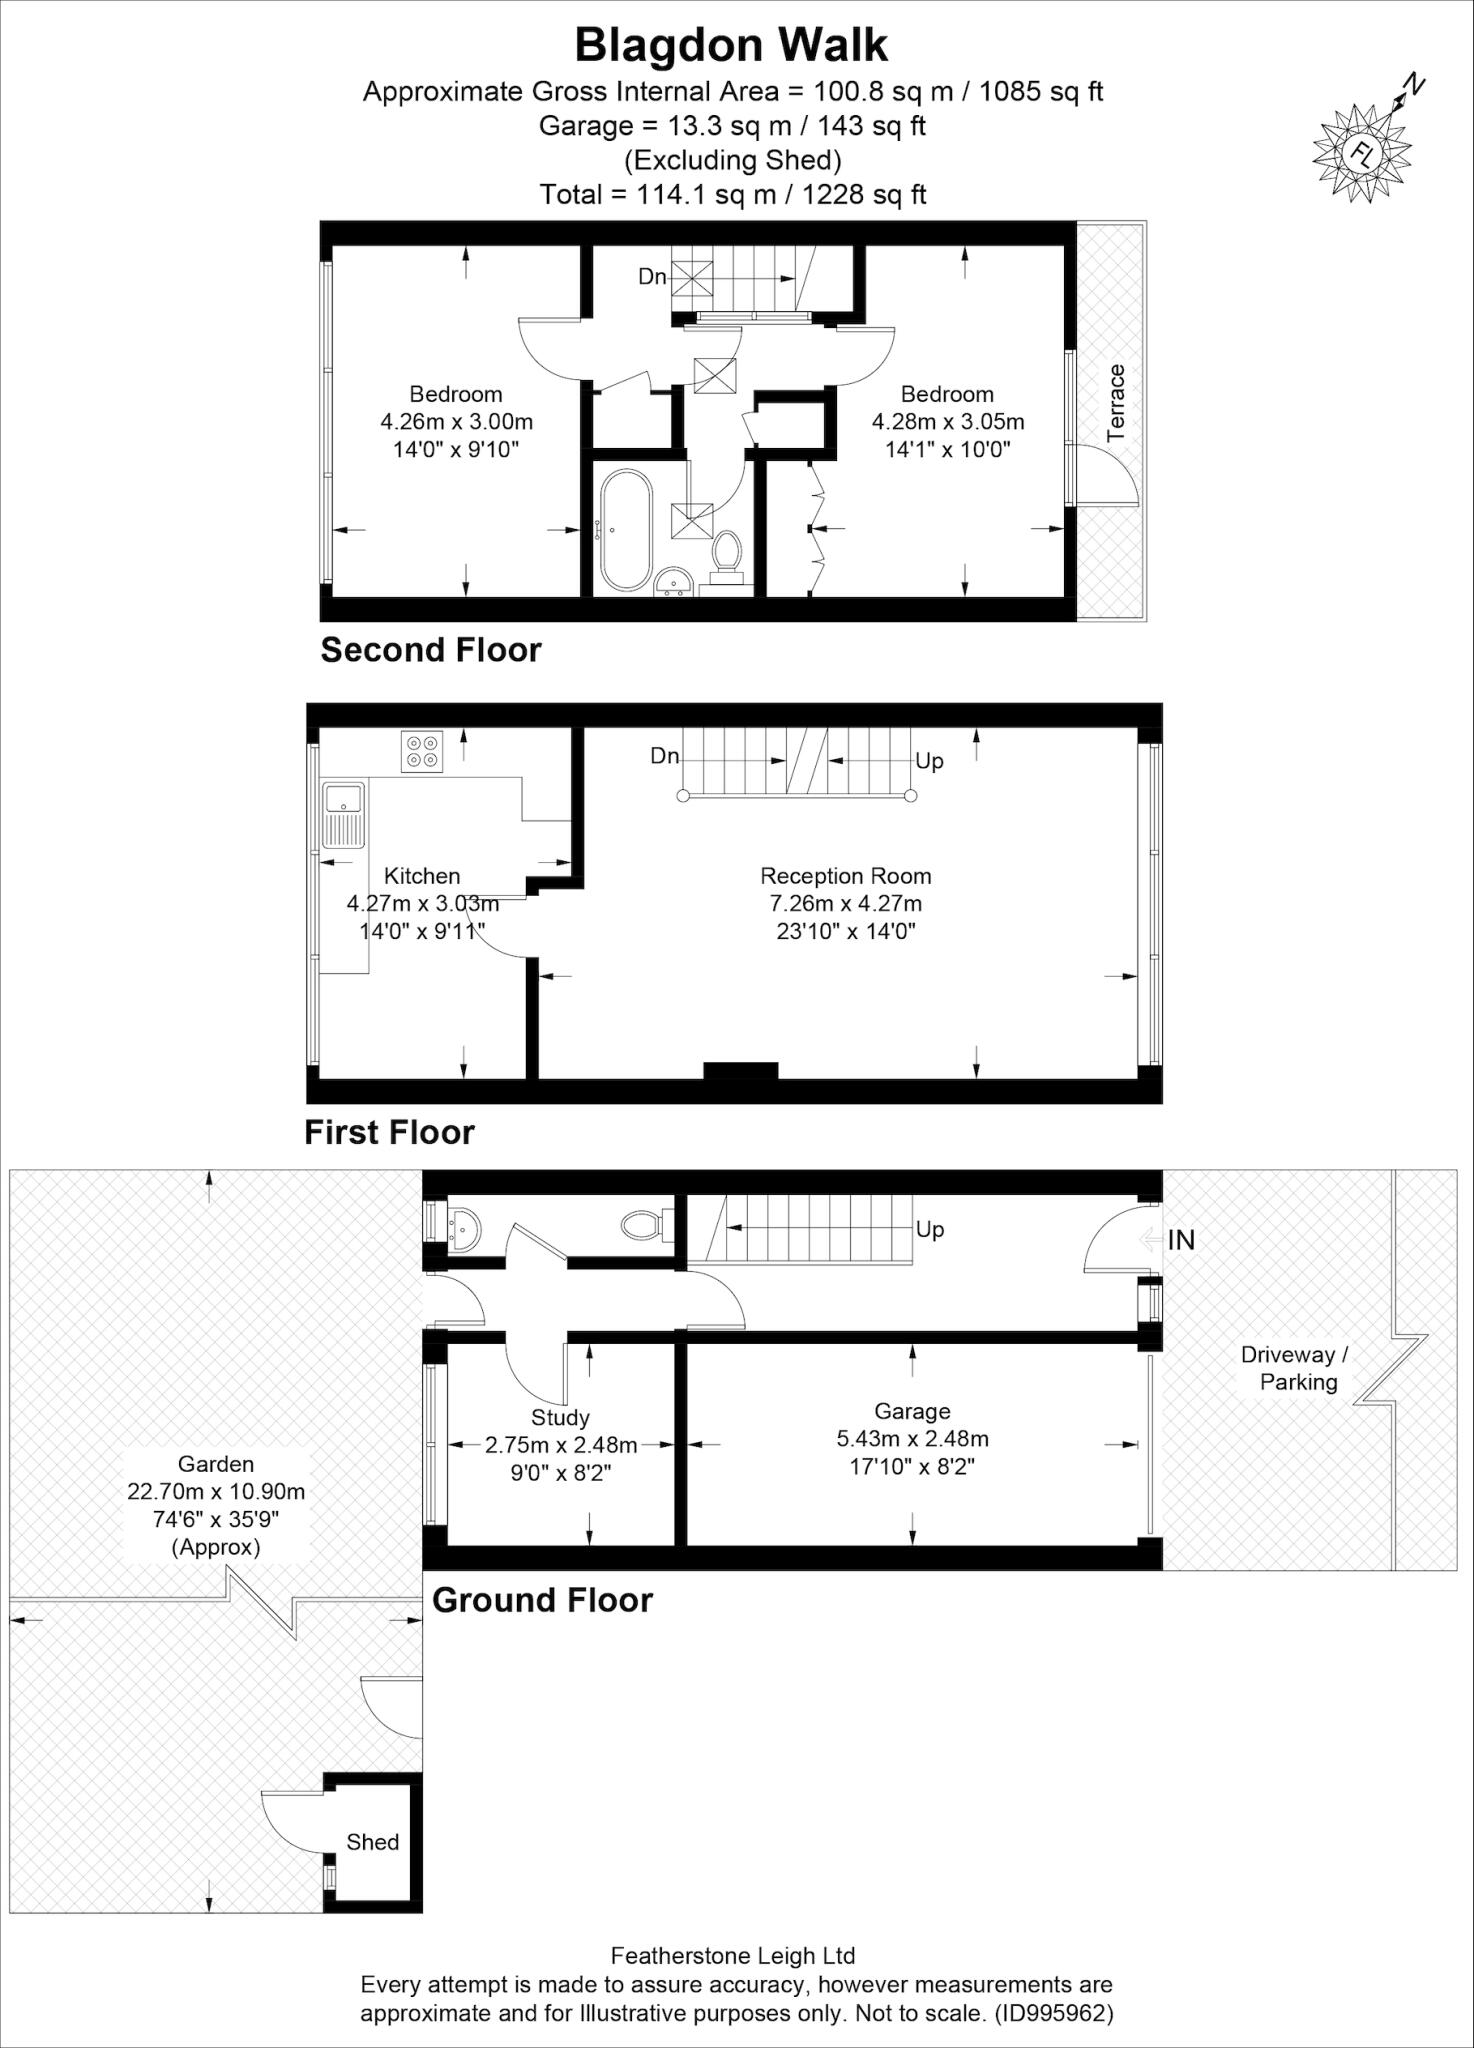 Blagdon Walk
Approximate Gross Internal Area = 100.8 sq m / 1085 sq ft
Garage = 13.3 sq m / 143 sq ft
(Excluding Shed)
Total = 114.1 sq m / 1228 sq ft
N
FL
Dn
Bedroom
4.26m x 3.00m
14'0" x 9'10"
Bedroom
4.28m x 3.05m
14'1" x 10'0"
Terrace
Second Floor
Dn
Up
Kitchen
4.27m x 3.03m
14'0" x 9'11"
Reception Room
7.26m x 4.27m
23'10" x 14'0"
First Floor
Up
IN
Driveway /
Parking
Study
2.75m x 2.48m
9'0" x 8'2"
Garage
5.43m x 2.48m
17'10" x 8'2"
Garden
22.70m x 10.90m
74'6" x 35'9"
(Approx)
Ground Floor
Shed
Featherstone Leigh Ltd
Every attempt is made to assure accuracy, however measurements are
approximate and for Illustrative purposes only. Not to scale. (ID995962)